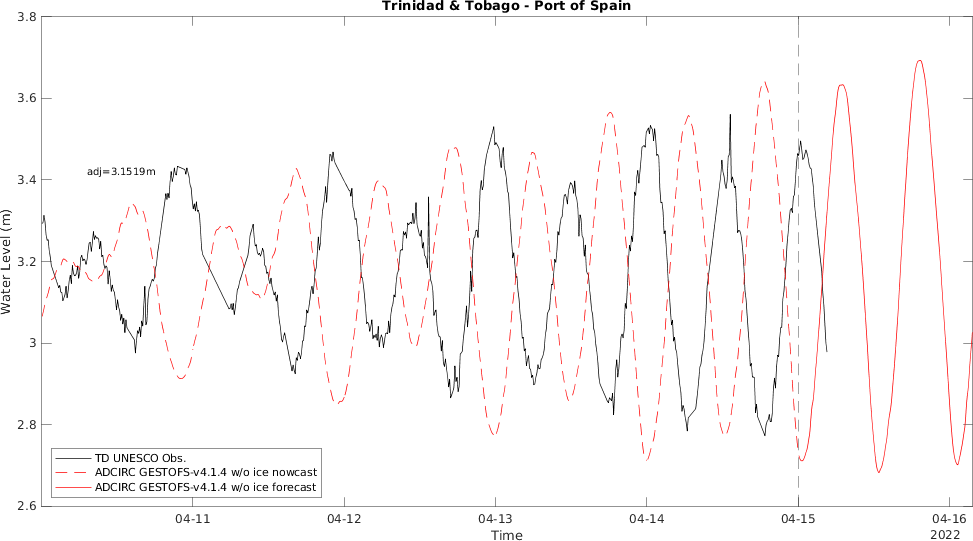 Trinidad & Tobago - Port of Spain
3.8
3.6
3.4
3.2
3
2.8
2.6
Water Level (m)
adj=3.1519m
TD UNESCO Obs.
ADCIRC GESTOFS-v4.1.4 w/o ice nowcast
ADCIRC GESTOFS-v4.1.4 w/o ice forecast
04-11
04-12
04-13
04-14
04-15
04-16
Time
2022